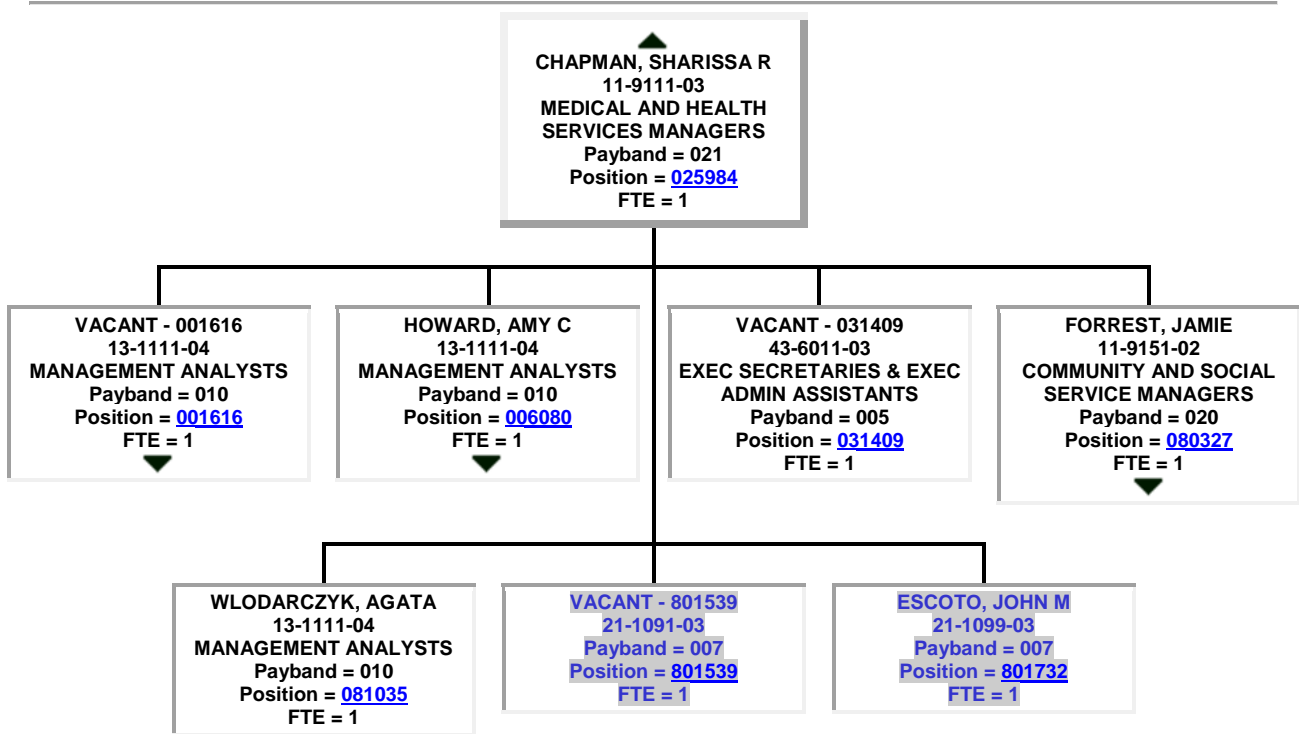 CHAPMAN, SHARISSA R
11-9111-03
MEDICAL AND HEALTH
SERVICES MANAGERS
Payband = 021
Position = 025984
FTE = 1
VACANT - 001616
13-1111-04
MANAGEMENT ANALYSTS
Payband = 010
Position = 001616
FTE = 1
HOWARD, AMY C
13-1111-04
MANAGEMENT ANALYSTS
Payband = 010
Position = 006080
FTE = 1
VACANT - 031409
43-6011-03
EXEC SECRETARIES & EXEC
ADMIN ASSISTANTS
Payband = 005
Position = 031409
FTE = 1
FORREST, JAMIE
11-9151-02
COMMUNITY AND SOCIAL
SERVICE MANAGERS
Payband = 020
Position = 080327
FTE = 1
WLODARCZYK, AGATA
13-1111-04
MANAGEMENT ANALYSTS
Payband = 010
Position = 081035
FTE = 1
VACANT - 801539
21-1091-03
Payband = 007
Position = 801539
FTE = 1
ESCOTO, JOHN M
21-1099-03
Payband = 007
Position = 801732
FTE = 1